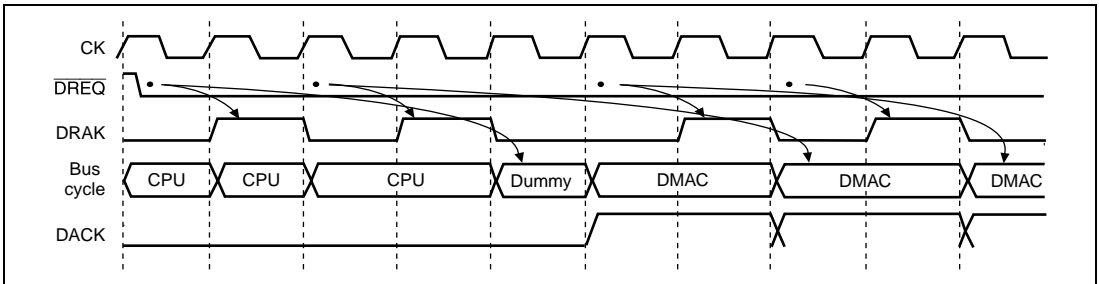 CK
DREQ
DRAK
Bus
cycle
CPU CPU CPU Dummy DMAC DMAC DMAC
DACK